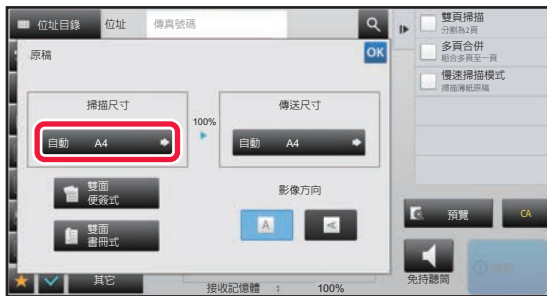 位址目錄
位址
傳真號碼
原稿
OK
掃描尺寸
100%
傳送尺寸
自動 A4
自動 A4
雙面
便簽式
雙面
書冊式
影像方向
A
A
其它
接收記憶體 : 100%
雙頁掃描
分割為2頁
多頁合併
組合多頁至一頁
慢速掃描模式
掃描薄紙原稿
預覽
CA
免持聽筒